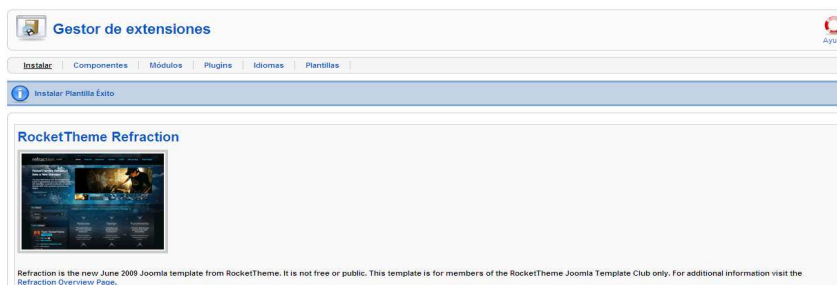 Gestor de extensiones
Ayu
Instalar Componentes Módulos Plugins Idiomas Plantillas
Instalar Plantilla Éxito
RocketTheme Refraction
refraction
Refraction is the new June 2009 Joomla template from RocketTheme. It is not free or public. This template is for members of the RocketTheme Joomla Template Club only. For additional information visit the
Refraction Overview Page.